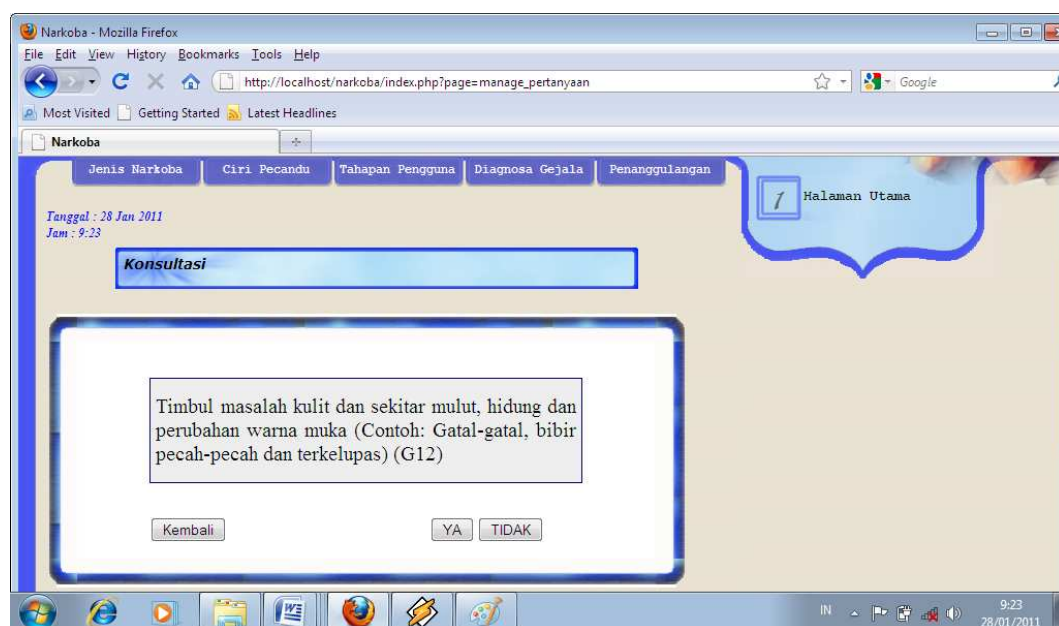 Narkoba - Mozilla Firefox
File Edit View History Bookmarks Tools Help
http://localhost/narkoba/index.php?page=manage_pertanyaan
Google
Most Visited Getting Started Latest Headlines
Narkoba
Jenis Narkoba Ciri Pecandu Tahapan Pengguna Diagnosa Gejala Penanggulangan
1 Halaman Utama
Tanggal : 28 Jan 2011
Jam : 9:23
Konsultasi
Timbul masalah kulit dan sekitar mulut, hidung dan
perubahan warna muka (Contoh: Gatal-gatal, bibir
pecah-pecah dan terkelupas) (G12)
Kembali YA TIDAK
IN 9:23
28/01/2011